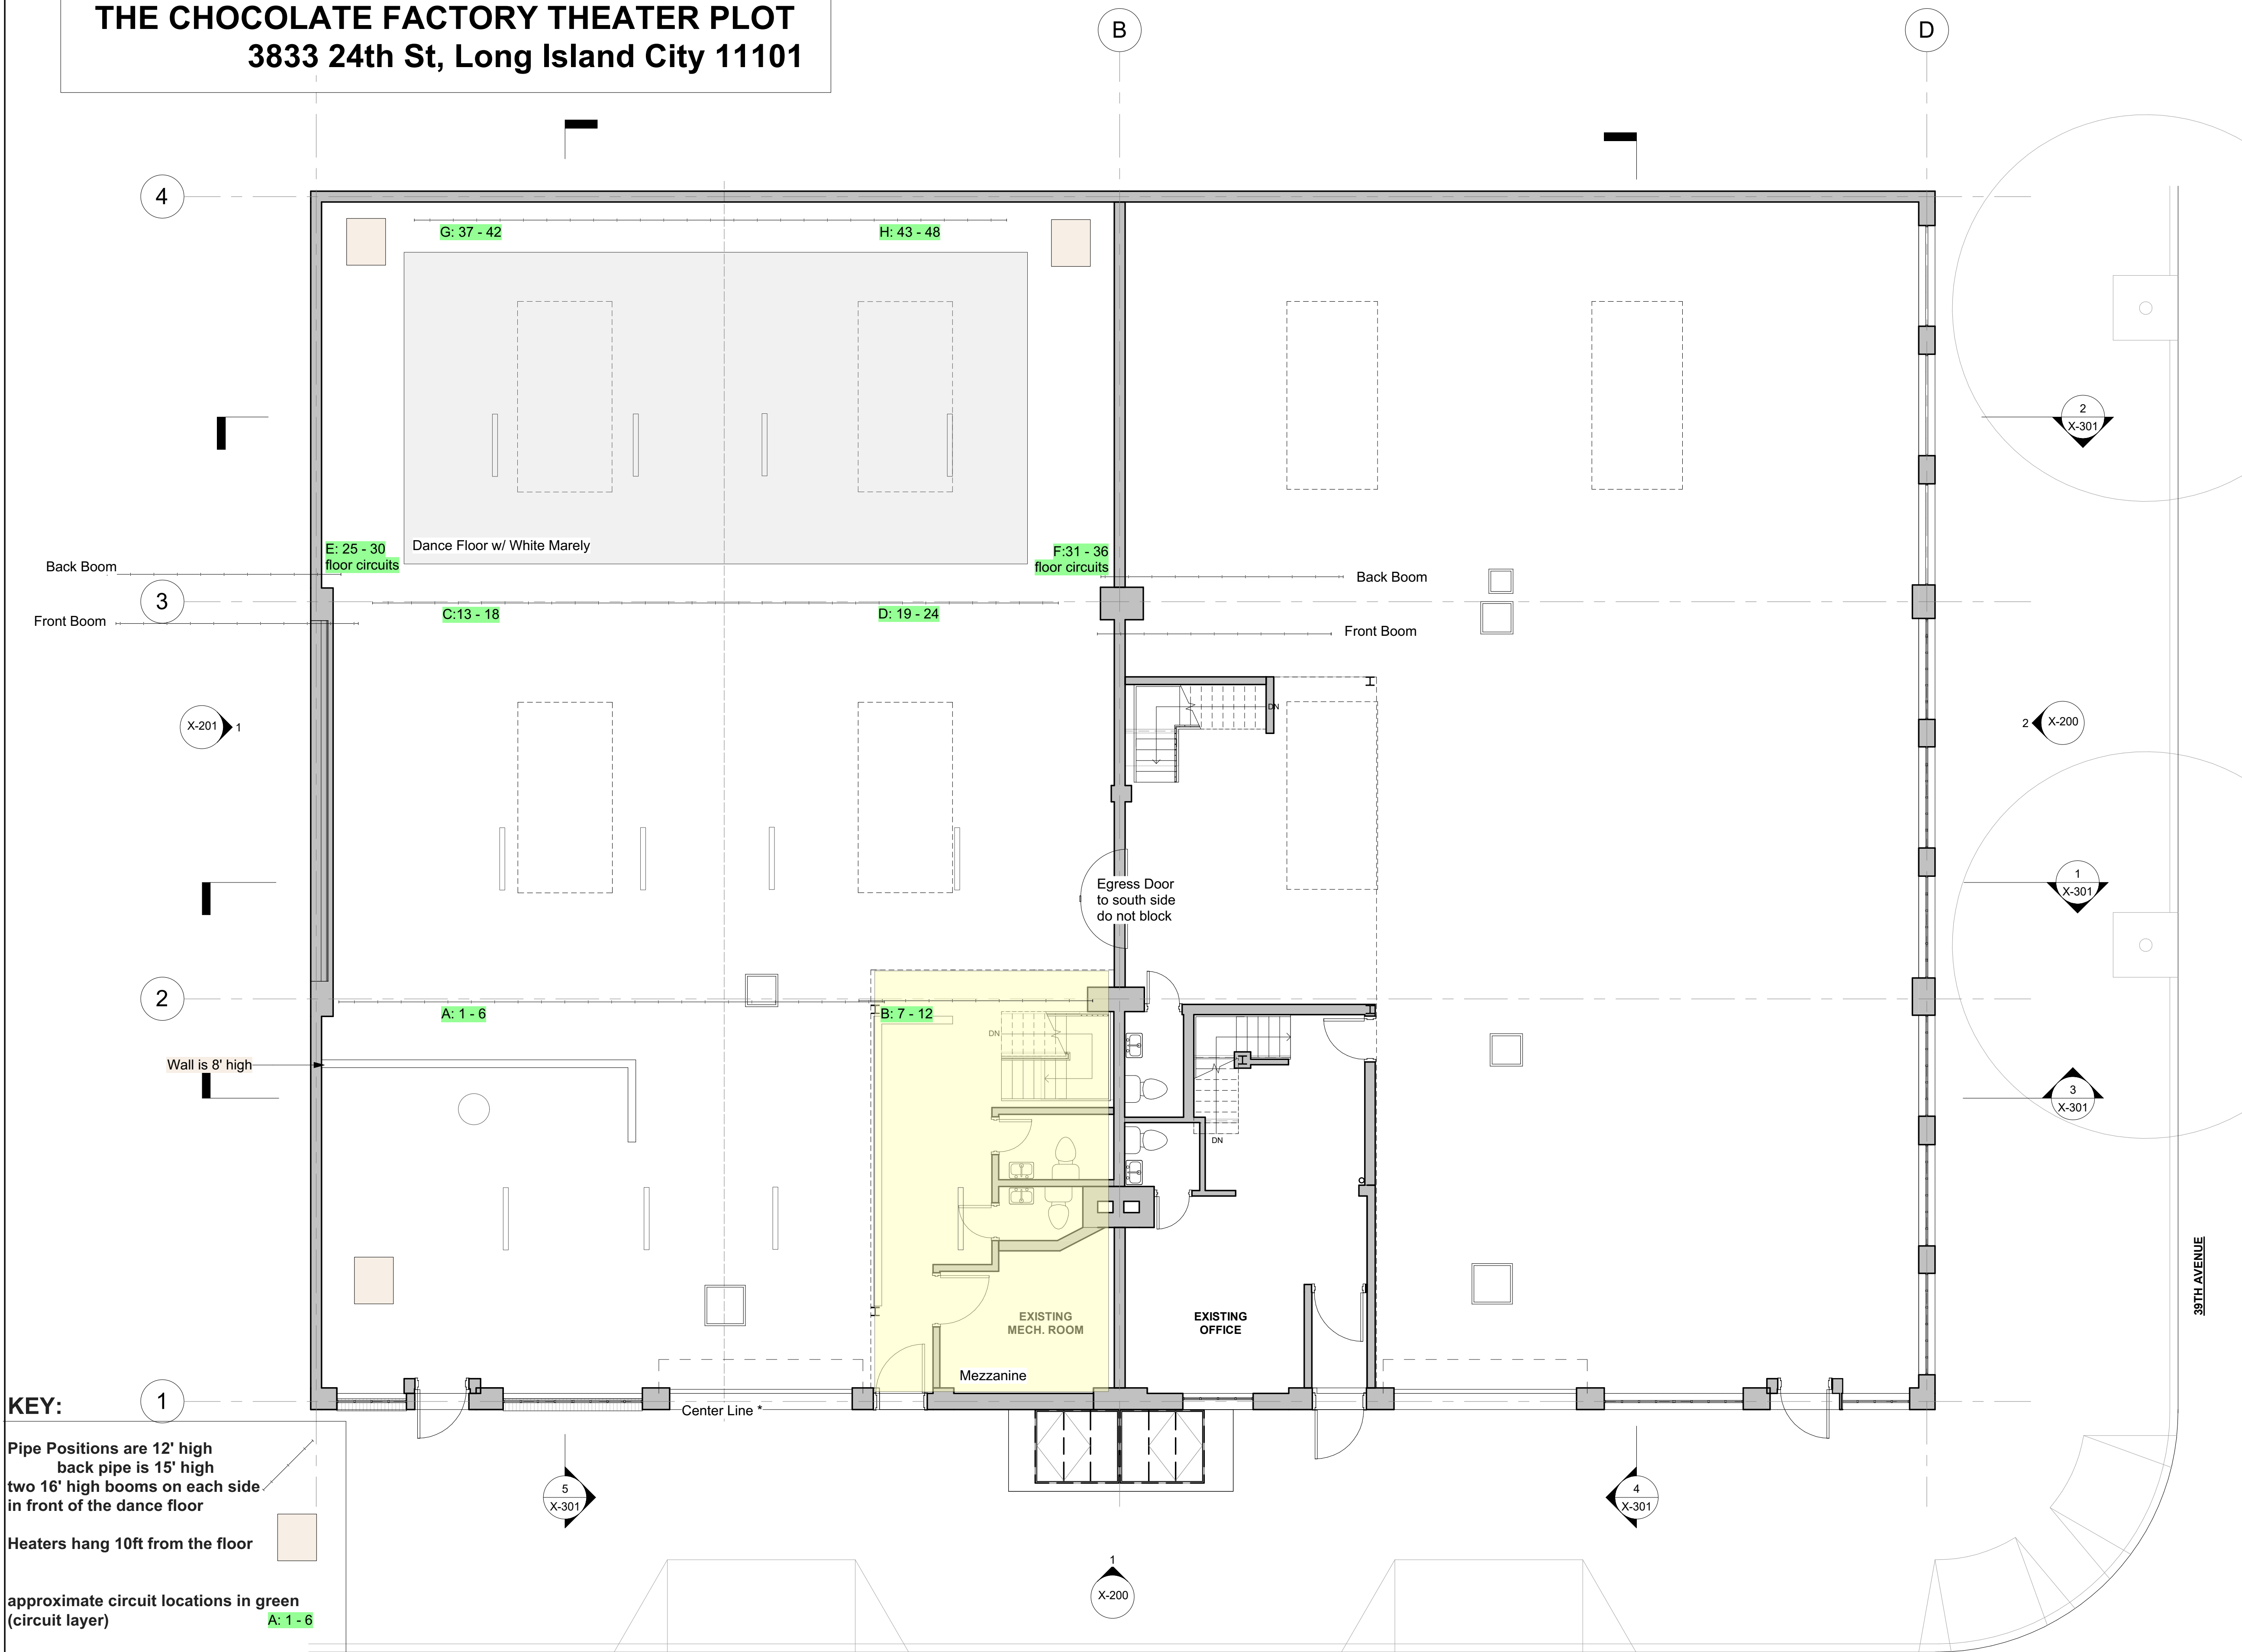 THE CHOCOLATE FACTORY THEATER PLOT
3833 24th St, Long Island City 11101
B
D
4
G: 37 - 42
H: 43 - 48
2
X-301
E: 25 - 30
floor circuits
Dance Floor w/ White Marely
F:31 - 36
floor circuits
Back Boom
Back Boom
3
C:13 - 18
D: 19 - 24
Front Boom
Front Boom
DN
X-201
1
2
X-200
Egress Door
to south side
do not block
1
X-301
2
A: 1 - 6
B: 7 - 12
DN
Wall is 8' high
3
X-301
DN
39TH AVENUE
EXISTING
MECH. ROOM
EXISTING
OFFICE
Mezzanine
1
Center Line *
KEY:
Pipe Positions are 12' high
back pipe is 15' high
two 16' high booms on each side
in front of the dance floor
Heaters hang 10ft from the floor
approximate circuit locations in green
(circuit layer)
A: 1 - 6
5
X-301
4
X-301
1
X-200